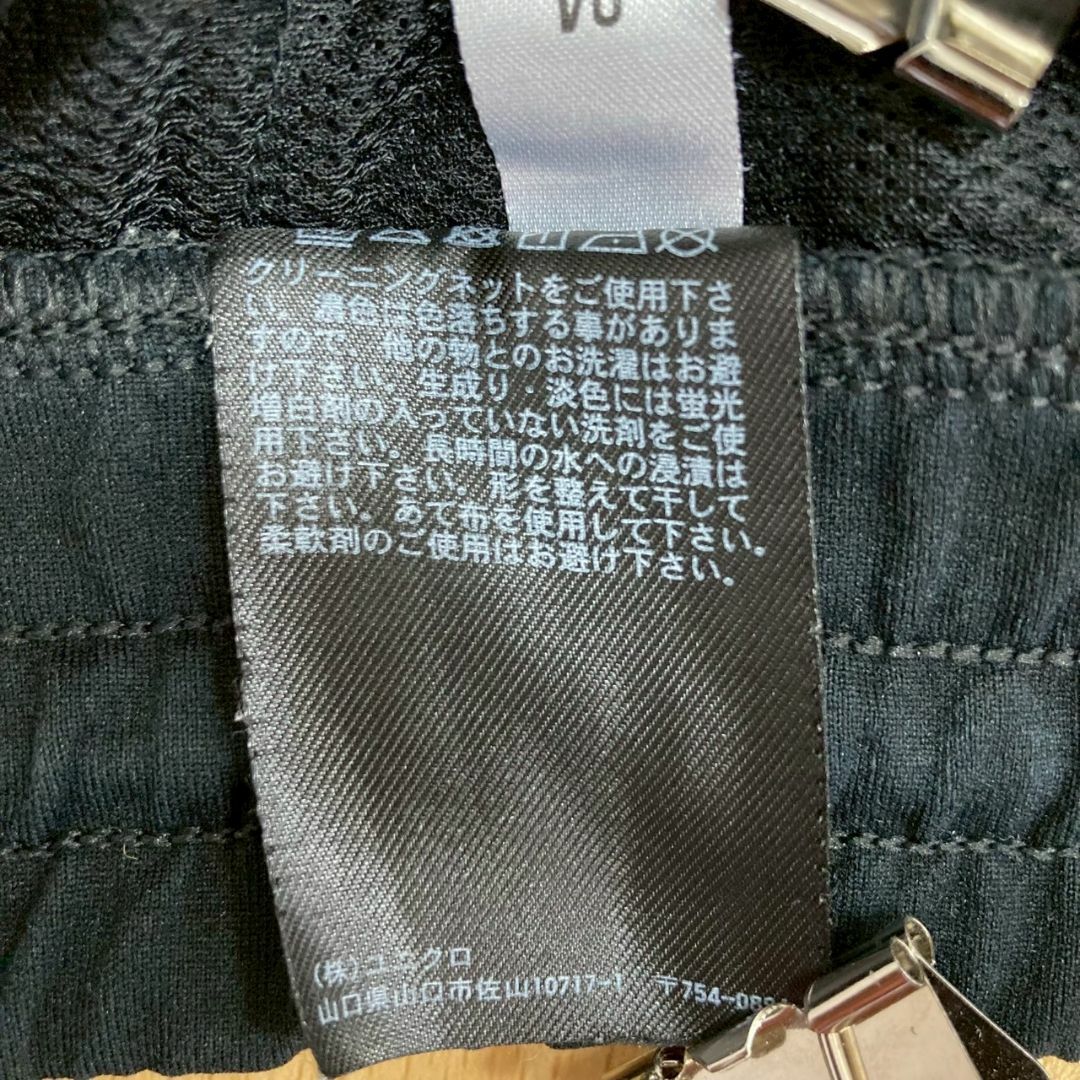 クリーニングネットをご使用下さ
い。濃色は色落ちする事がありま
すので、他の物とのお洗濯はお避
け下さい。生成り・淡色には蛍光
増白剤の入っていない洗剤をご使
用下さい。長時間の水への浸漬は
お避け下さい。形を整えて干して
下さい。あて布を使用して下さい。
柔軟剤のご使用はお避け下さい。
(株)ユニクロ
山口県山口市佐山10717-1 〒754-08